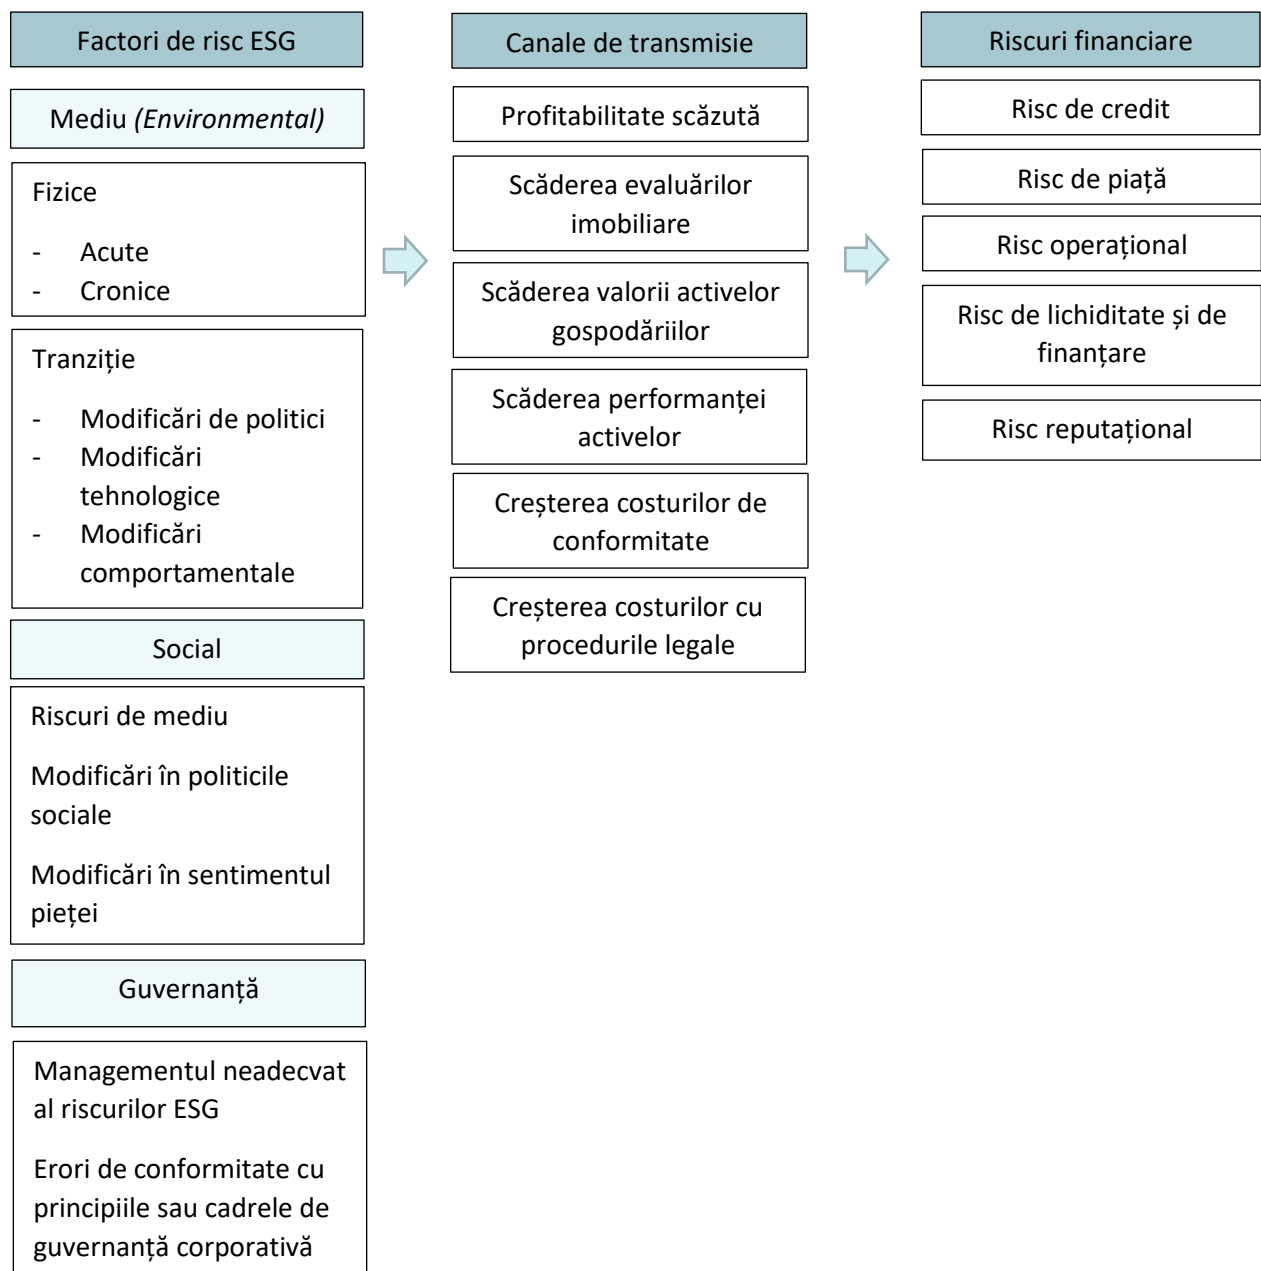 Factori de risc ESG
Mediu (Environmental)
Fizice
- Acute
- Cronice
Tranziție
- Modificări de politici
- Modificări
tehnologice
- Modificări
comportamentale
Social
Riscuri de mediu
Modificări în politicile
sociale
Modificări în sentimentul
pieței
Guvernanță
Managementul neadecvat
al riscurilor ESG
Erori de conformitate cu
principiile sau cadrele de
guvernanță corporativă
Canale de transmisie
Profitabilitate scăzută
Scăderea evaluărilor
imobiliare
Scăderea valorii activelor
gospodăriilor
Scăderea performanței
activelor
Creșterea costurilor de
conformitate
Creșterea costurilor cu
procedurile legale
Riscuri financiare
Risc de credit
Risc de piață
Risc operațional
Risc de lichiditate și de
finanțare
Risc reputațional